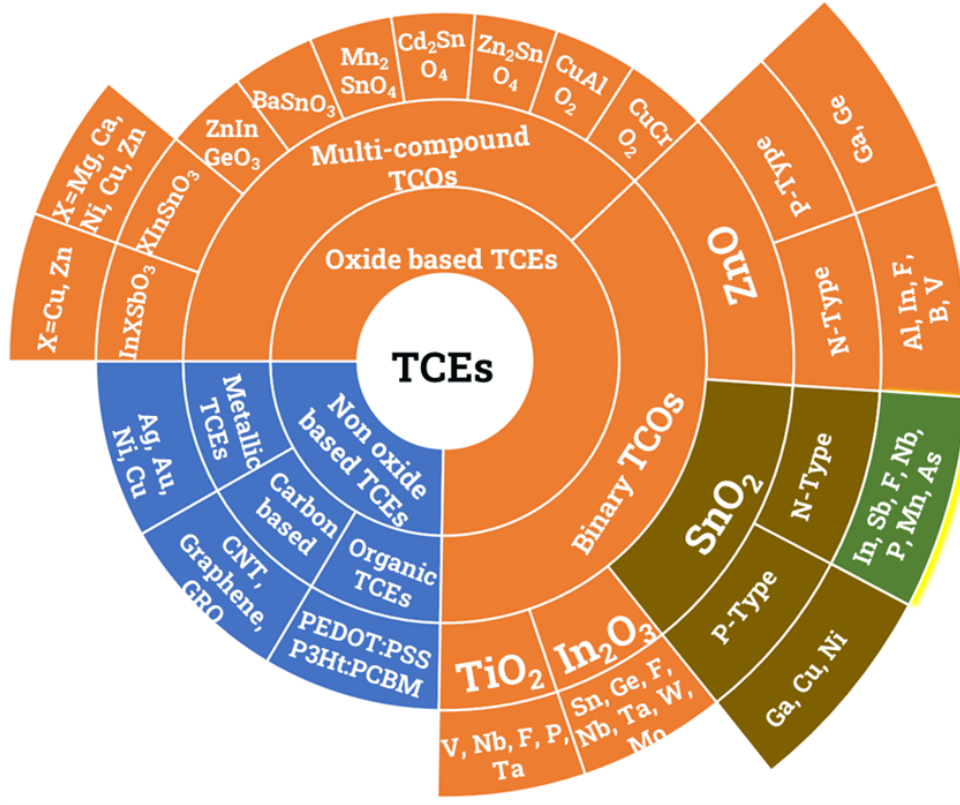 TCEs
Oxide based TCEs
Multi-compound
TCOs
InXSbO₃
X=Cu, Zn
XInSnO₃
X=Mg, Ca,
Ni, Cu, Zn
ZnIn
GeO₃
BaSnO₃
Mn₂
SnO₄
Cd₂Sn
O₄
Zn₂Sn
O₄
CuAl
O₂
CuCr
O₂
Binary TCOs
ZnO
P-Type
Ga, Ge
N-Type
Al, In, F,
B, V
SnO₂
N-Type
In, Sb, F, Nb,
P, Mn, As
P-Type
Ga, Cu, Ni
In₂O₃
Sn, Ge, F,
Nb, Ta, W,
Mo
TiO₂
V, Nb, F, P,
Ta
Non oxide
based TCEs
Organic
TCEs
PEDOT:PSS
P3Ht:PCBM
Carbon
based
CNT,
Graphene,
GRO
Metallic
TCEs
Ag, Au,
Ni, Cu